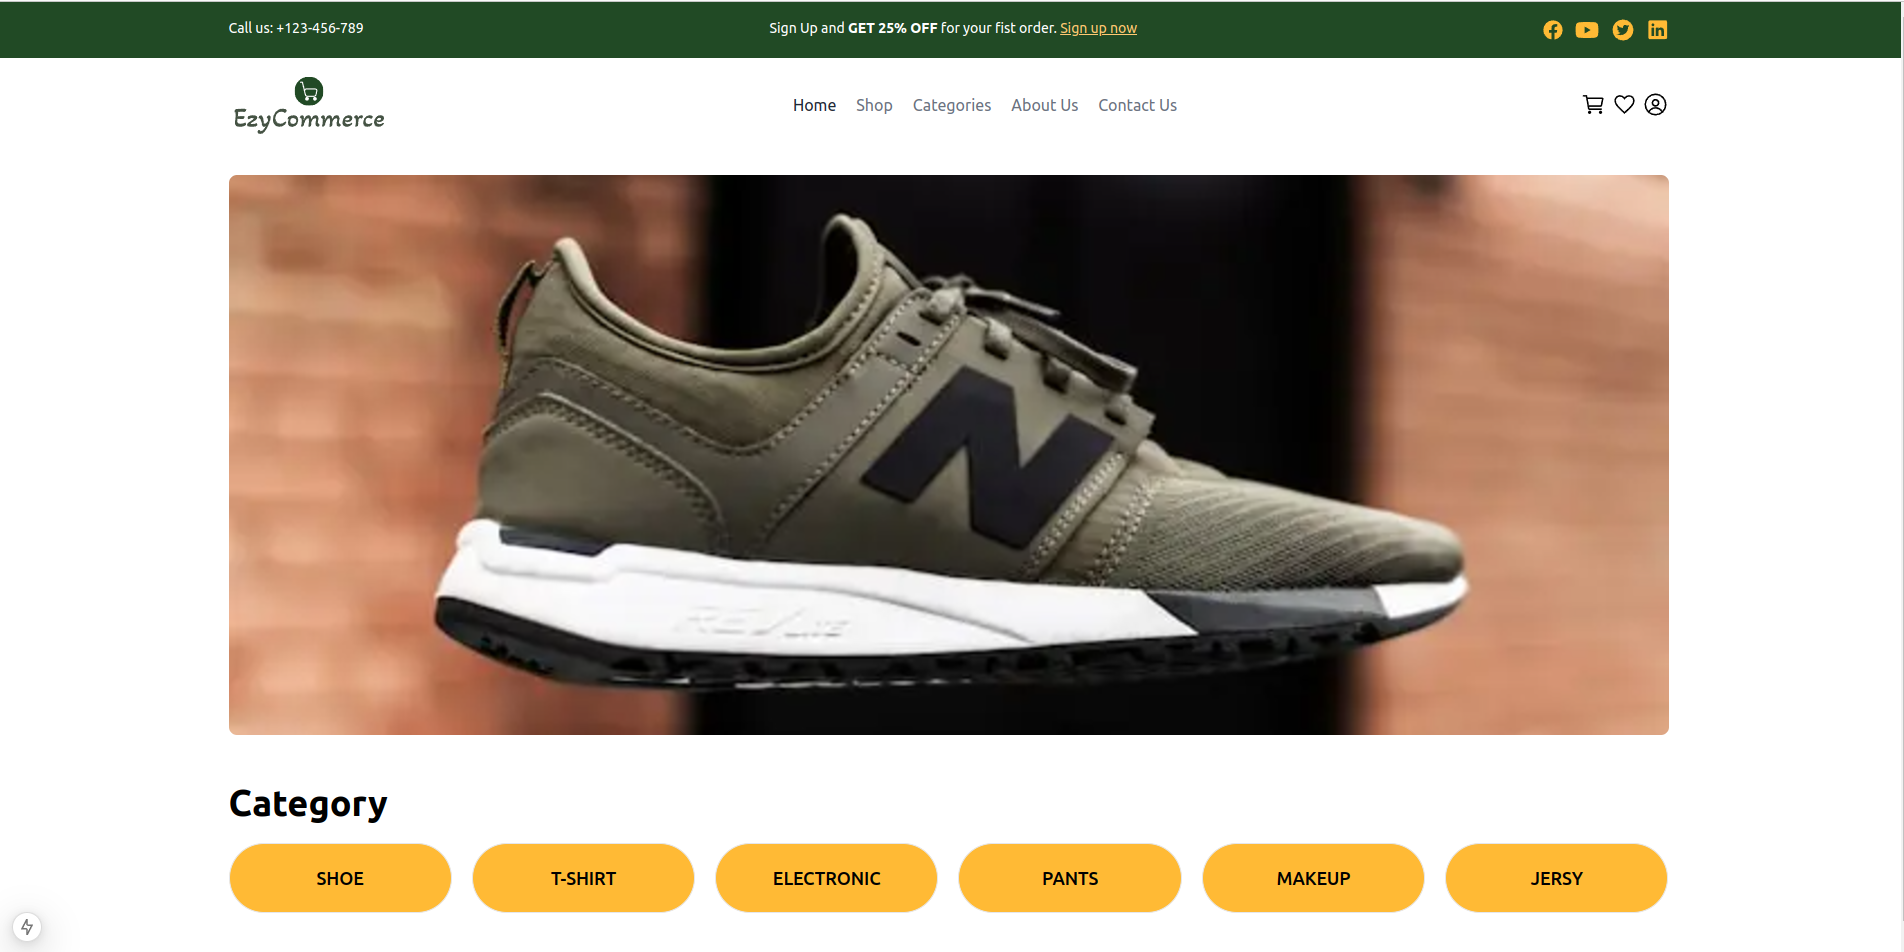 Call us: +123-456-789
Sign Up and GET 25% OFF for your fist order. Sign up now
EzyCommerce
Home Shop Categories About Us Contact Us
N
Category
SHOE T-SHIRT ELECTRONIC PANTS MAKEUP JERSY